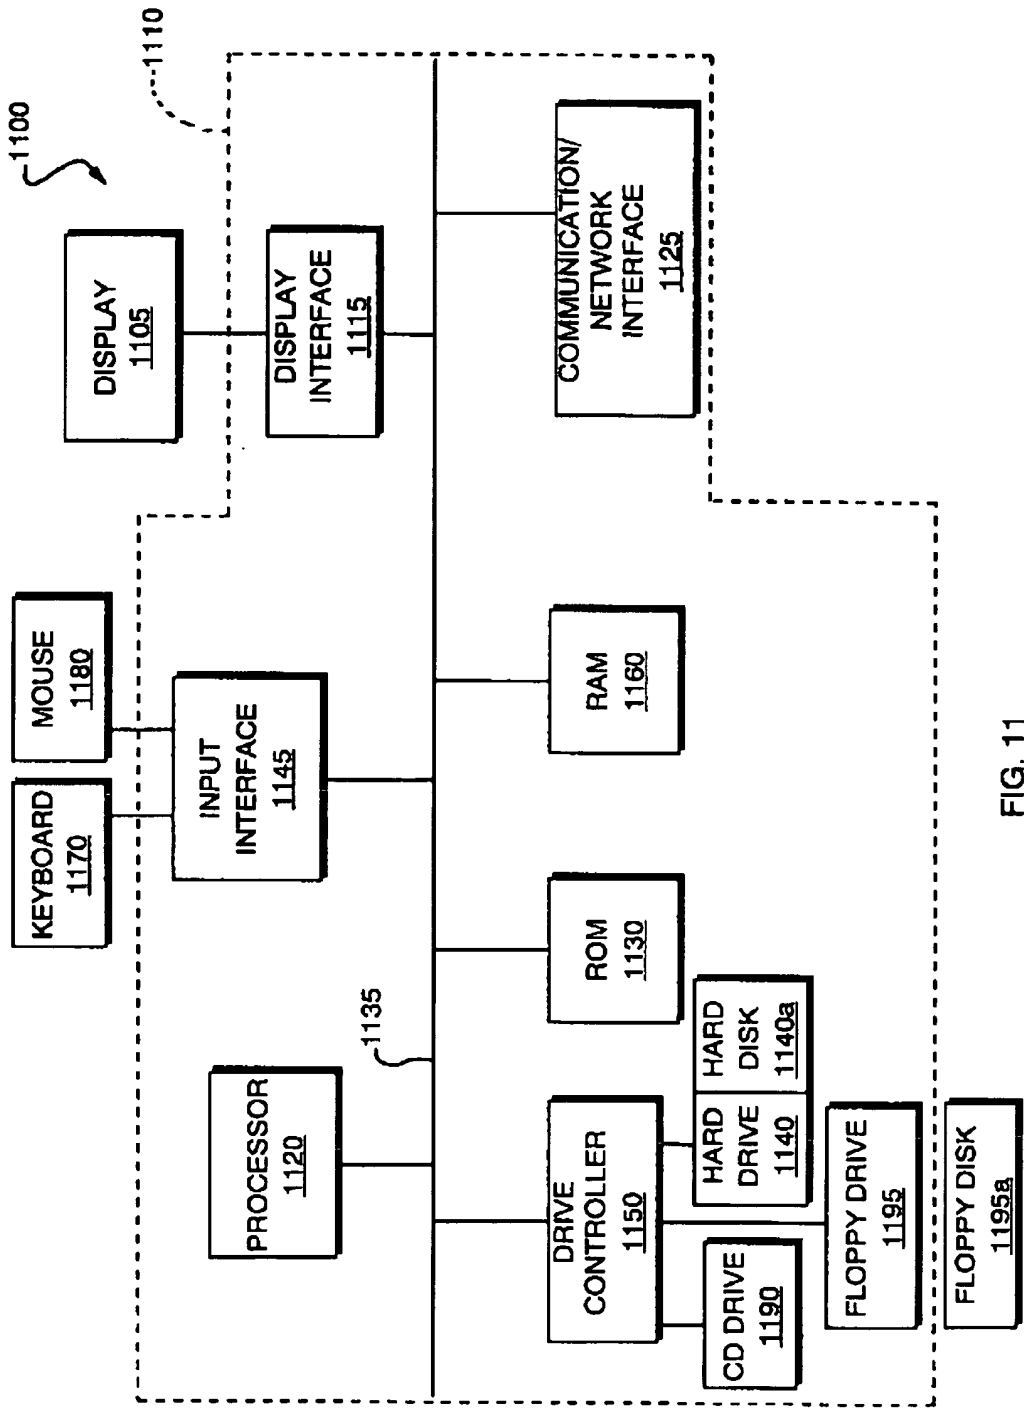 1100
1110
DISPLAY
1105
DISPLAY
INTERFACE
1115
COMMUNICATION/
NETWORK
INTERFACE
1125
MOUSE
1180
KEYBOARD
1170
INPUT
INTERFACE
1145
RAM
1160
ROM
1130
1135
PROCESSOR
1120
DRIVE
CONTROLLER
1150
HARD
DRIVE
1140
HARD
DISK
1140a
CD DRIVE
1190
FLOPPY DRIVE
1195
FLOPPY DISK
1195a
FIG. 11